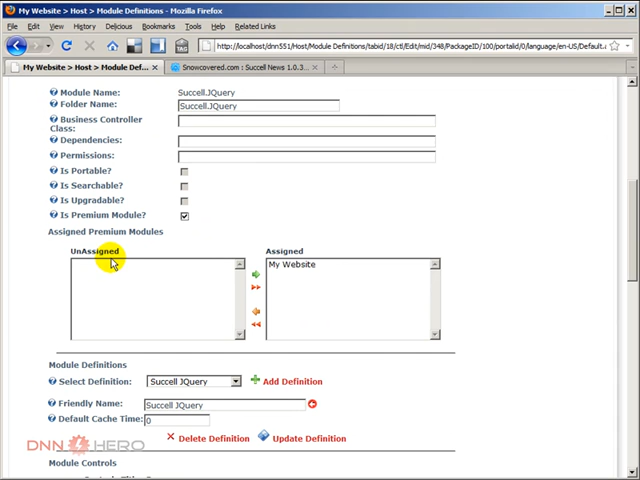 My Website > Host > Module Definitions - Mozilla Firefox
File Edit View History Delicious Bookmarks Tools Related Links
TAG http://localhost/dnn551/Host/Module Definitions/tabid/18/ctl/Edit/mid/348/PackageID/100/portalid/0/language/en-US/Default.a
My Website > Host > Module Def... Snowcovered.com : Succell News 1.0.3...
Module Name: Succell.JQuery
Folder Name: Succell.JQuery
Business Controller
Class:
Dependencies:
Permissions:
Is Portable?
Is Searchable?
Is Upgradable?
Is Premium Module?
Assigned Premium Modules
UnAssigned Assigned
My Website
Module Definitions
Select Definition: Succell JQuery Add Definition
Friendly Name: Succell JQuery
Default Cache Time: 0
DNN HERO Delete Definition Update Definition
Module Controls